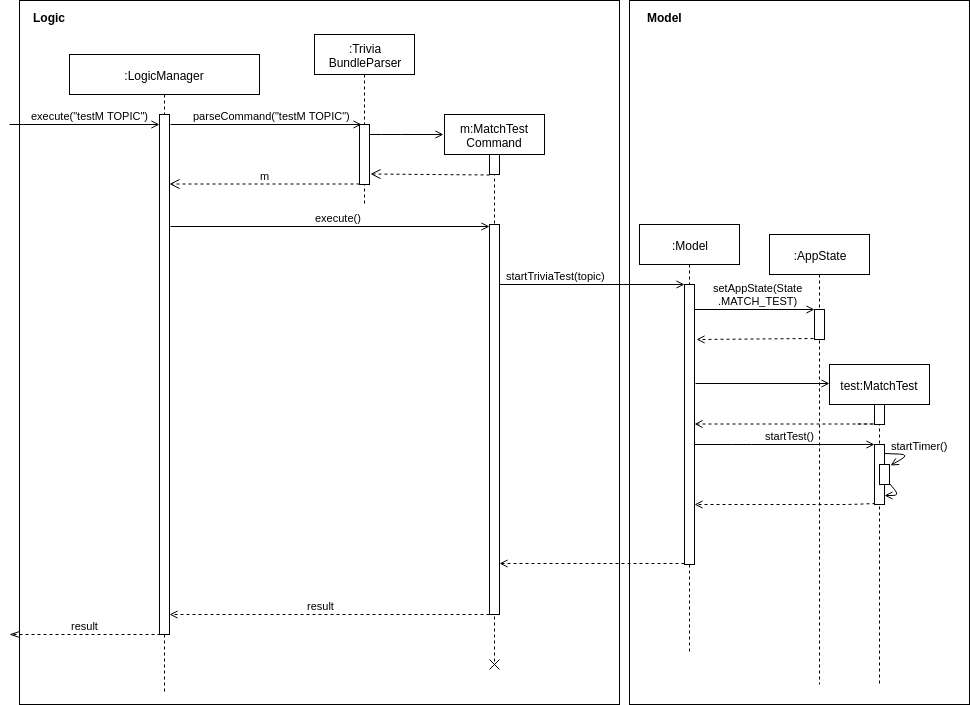 Logic
Model
:Trivia
BundleParser
:LogicManager
execute("testM TOPIC")
parseCommand("testM TOPIC")
m:MatchTest
Command
m
execute()
:Model
:AppState
startTriviaTest(topic)
setAppState(State
.MATCH_TEST)
test:MatchTest
startTest()
startTimer()
result
result